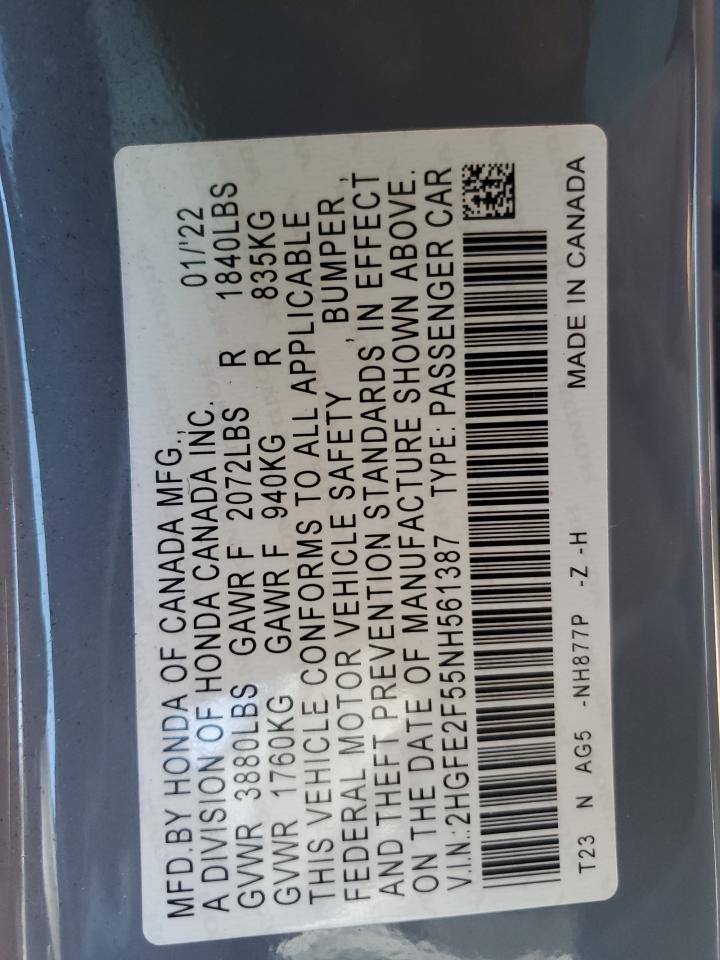 MFD.BY HONDA OF CANADA MFG.,
A DIVISION OF HONDA CANADA INC. 01/'22
GVWR 3880LBS GAWR F 2072LBS R 1840LBS
GVWR 1760KG GAWR F 940KG R 835KG
THIS VEHICLE CONFORMS TO ALL APPLICABLE
FEDERAL MOTOR VEHICLE SAFETY , BUMPER ,
AND THEFT PREVENTION STANDARDS IN EFFECT
ON THE DATE OF MANUFACTURE SHOWN ABOVE.
V.I.N.:2HGFE2F55NH561387 TYPE: PASSENGER CAR
T23 N AG5 -NH877P -Z -H MADE IN CANADA